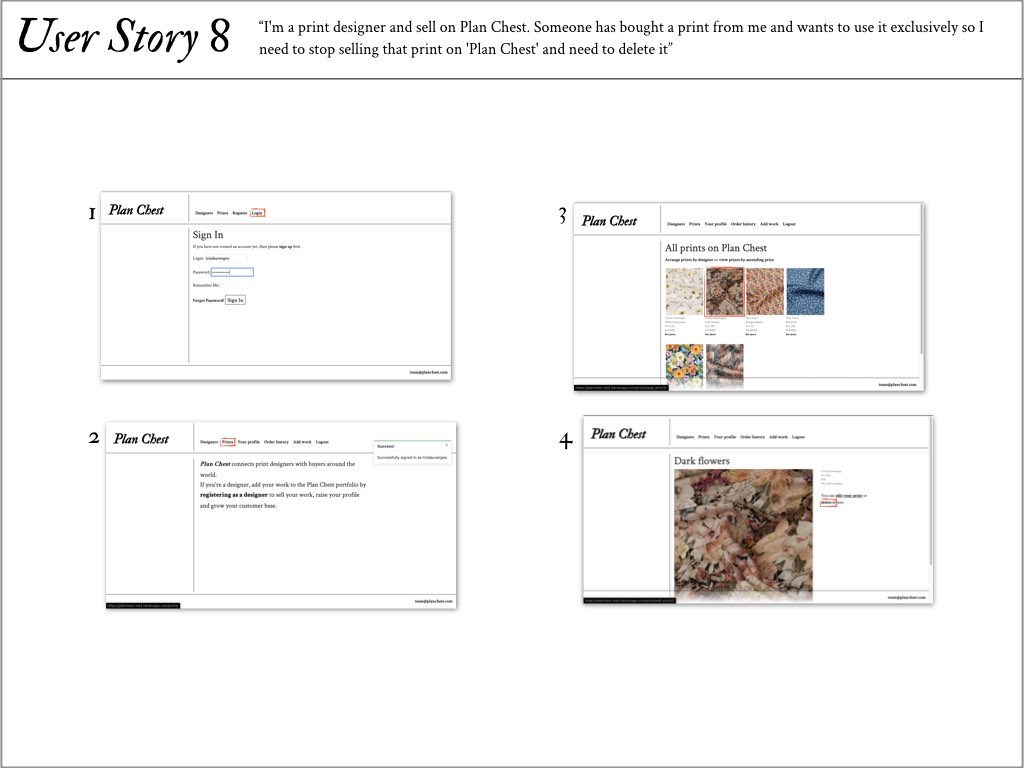 User Story 8
“I'm a print designer and sell on Plan Chest. Someone has bought a print from me and wants to use it exclusively so I
need to stop selling that print on 'Plan Chest' and need to delete it”
1
Plan Chest
Designers Prints Register Login
Sign In
If you have not created an account yet, then please sign up first.
Login:
Password:
Remember Me:
Forgot Password? Sign In
team@planchest.com
2
Plan Chest
Designers Prints Your profile Order history Add work Logout
Success!
Successfully signed in as
Plan Chest connects print designers with buyers around the
world.
If you're a designer, add your work to the Plan Chest portfolio by
registering as a designer to sell your work, raise your profile
and grow your customer base.
team@planchest.com
3
Plan Chest
Designers Prints Your profile Order history Add work Logout
All prints on Plan Chest
Arrange prints by designer or view prints by ascending price
team@planchest.com
4
Plan Chest
Designers Prints Your profile Order history Add work Logout
Dark flowers
You can edit your print or
delete it here
team@planchest.com